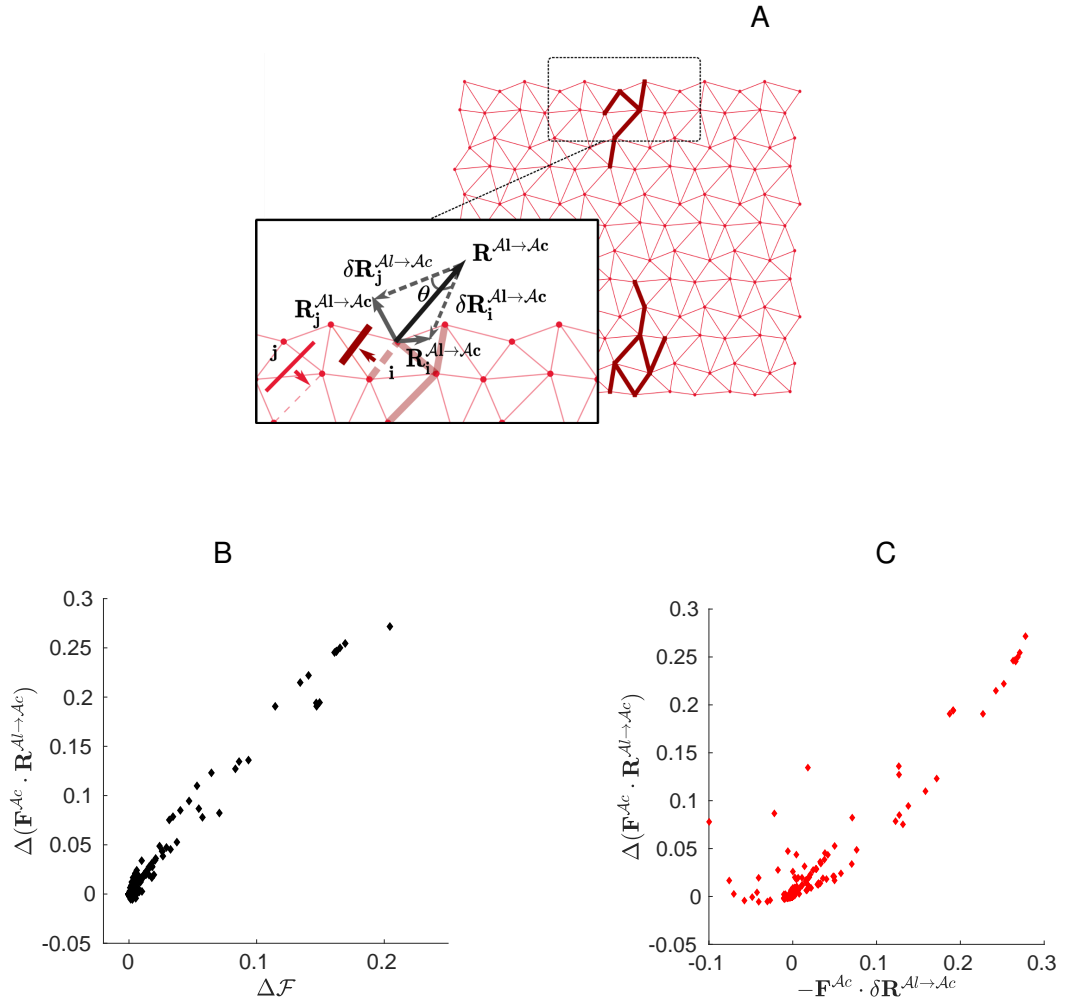 A
δR_j^{Al→Ac}
R^{Al→Ac}
θ
R_j^{Al→Ac}
δR_i^{Al→Ac}
j
R_i^{Al→Ac}
i
B
0.3
0.25
0.2
0.15
0.1
0.05
0
-0.05
0
0.1
0.2
Δ(F^{Ac} · R^{Al→Ac})
ΔF
C
0.3
0.25
0.2
0.15
0.1
0.05
0
-0.05
-0.1
0
0.1
0.2
0.3
Δ(F^{Ac} · R^{Al→Ac})
−F^{Ac} · δR^{Al→Ac}